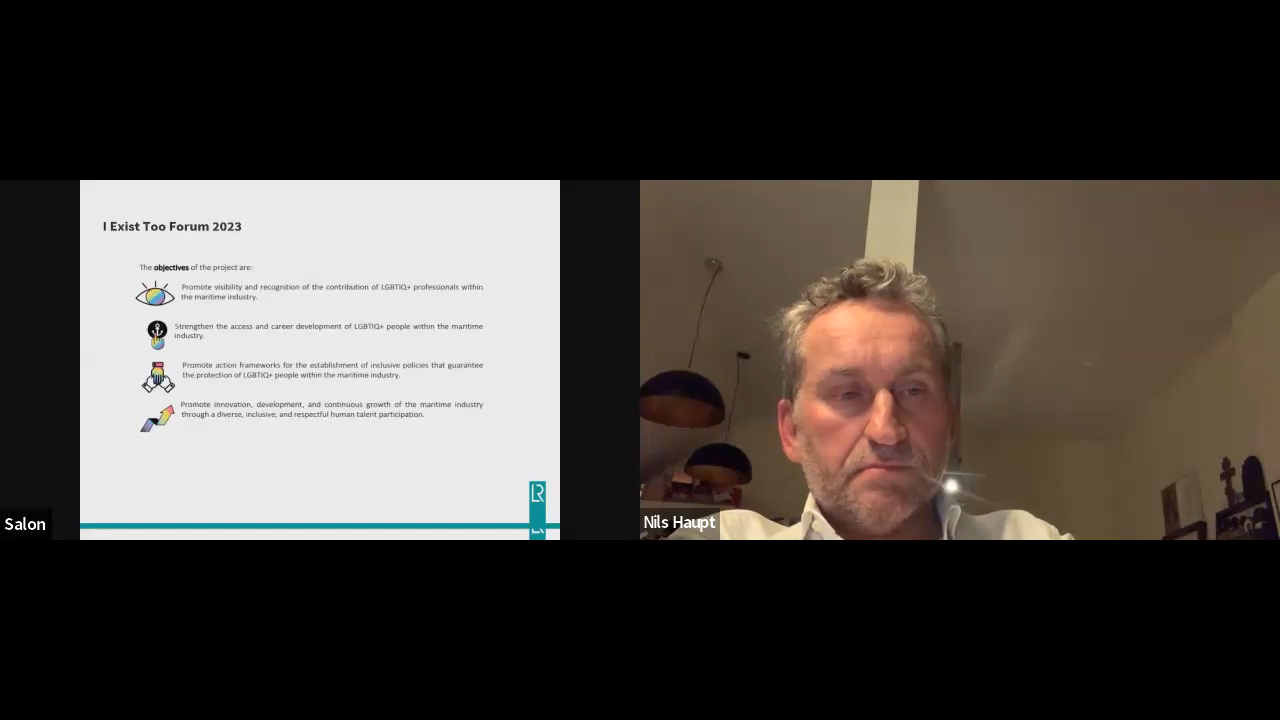 I Exist Too Forum 2023
The objectives of the project are:
Promote visibility and recognition of the contribution of LGBTIQ+ professionals within
the maritime industry.
Strengthen the access and career development of LGBTIQ+ people within the maritime
industry.
Promote action frameworks for the establishment of inclusive policies that guarantee
the protection of LGBTIQ+ people within the maritime industry.
Promote innovation, development, and continuous growth of the maritime industry
through a diverse, inclusive, and respectful human talent participation.
LR
Salon
Nils Haupt